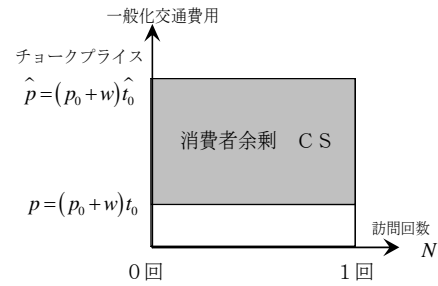 一般化交通費用
チョークプライス
p̂=(p₀+w)t̂₀
消費者余剰　ＣＳ
p=(p₀+w)t₀
訪問回数
N
0回
1回